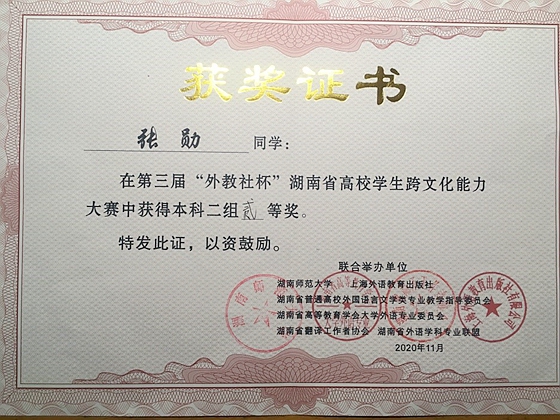 获奖证书
张 勋 同学：
在第三届“外教社杯”湖南省高校学生跨文化能力
大赛中获得本科二组贰等奖。
特发此证，以资鼓励。
联合举办单位
湖南师范大学 上海外语教育出版社
湖南省普通高校外国语言文学类专业教学指导委员会
湖南省高等教育学会大学外语专业委员会
湖南省翻译工作者协会 湖南省外语学科专业联盟
2020年11月